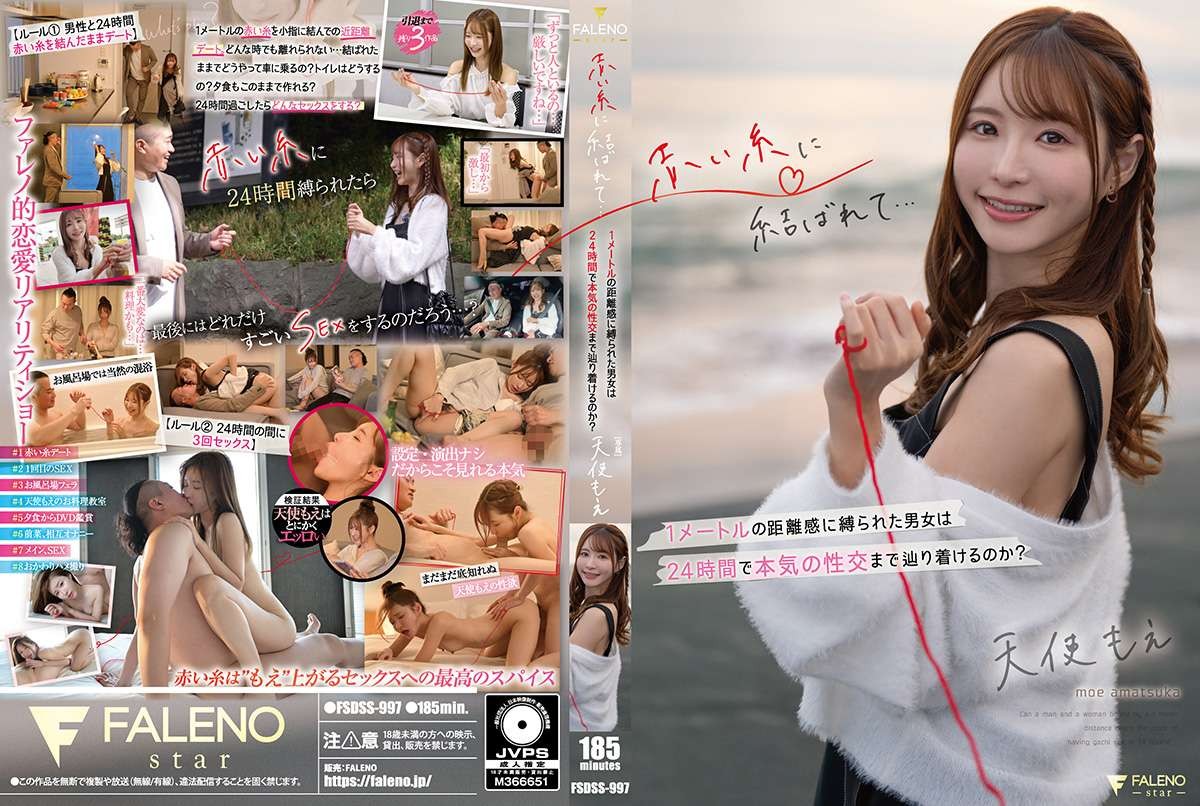 【ルール① 男性と24時間
赤い糸を結んだままデート】
1メートルの赤い糸を小指に結んでの近距離
デート。どんな時でも離れられない…結ばれた
ままでどうやって車に乗るの?トイレはどうする
の?夕食もこのままで作れる?
24時間過ごしたらどんなセックスをする?
引退まで
残り3作品
「ずっと人といるの…
厳しいですね…」
ファレノ的恋愛リアリティショー
赤い糸に
24時間縛られたら
「最初から
激し…」
「一番大変なのは…
料理かも…」
最後にはどれだけ
すごいSEXをするのだろう…?
お風呂場では当然の混浴
【ルール② 24時間の間に
3回セックス】
#1 赤い糸デート
#2 1回目のSEX
#3 お風呂場フェラ
#4 天使もえのお料理教室
#5 夕食からDVD鑑賞
#6 前菜、相互オナニー
#7 メイン、SEX
#8 おかわりハメ撮り
設定・演出ナシ
だからこそ見れる本気
検証結果
天使もえは
とにかく
エッロい
まだまだ底知れぬ
天使もえの性欲
赤い糸は"もえ"上がるセックスへの最高のスパイス
FALENO
star
●FSDSS-997 ●185min.
注意
18歳未満の方への映示、
貸出、販売を禁じます。
販売:FALENO
https://faleno.jp/
JVPS
成人指定
M366651
●この作品を無断で複製や放送(無線/有線)、違法配信することを固く禁じます。
FALENO
star
赤い糸に結ばれて…
1メートルの距離感に縛られた男女は
24時間で本気の性交まで辿り着けるのか?
天使もえ
185
minutes
FSDSS-997
赤い糸に
結ばれて…
1メートルの距離感に縛られた男女は
24時間で本気の性交まで辿り着けるのか?
天使もえ
moe amatsuka
FALENO
star